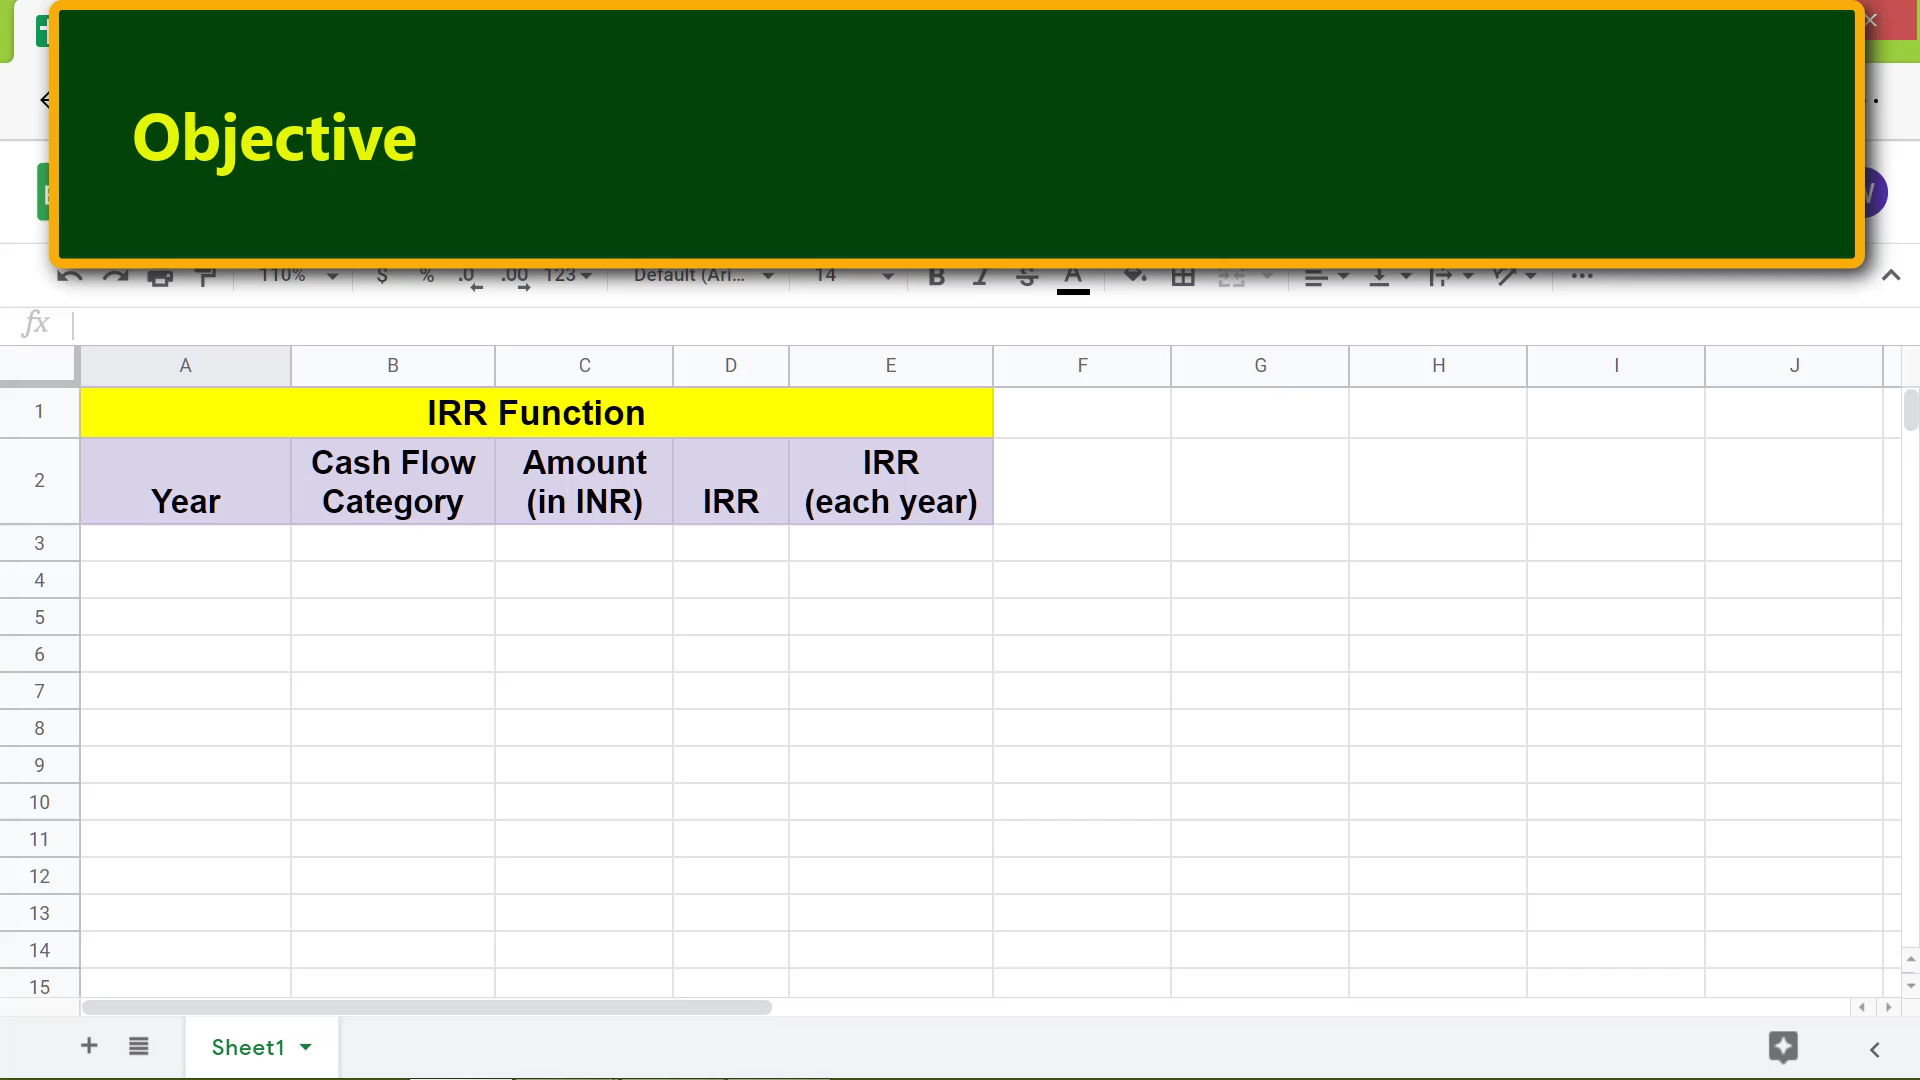 Objective
110% $ % .0 .00 123 Default (Ari... 14 B I S A
fx
A B C D E F G H I J
1 IRR Function
2 Year Cash Flow Category Amount (in INR) IRR IRR (each year)
3
4
5
6
7
8
9
10
11
12
13
14
15
Sheet1